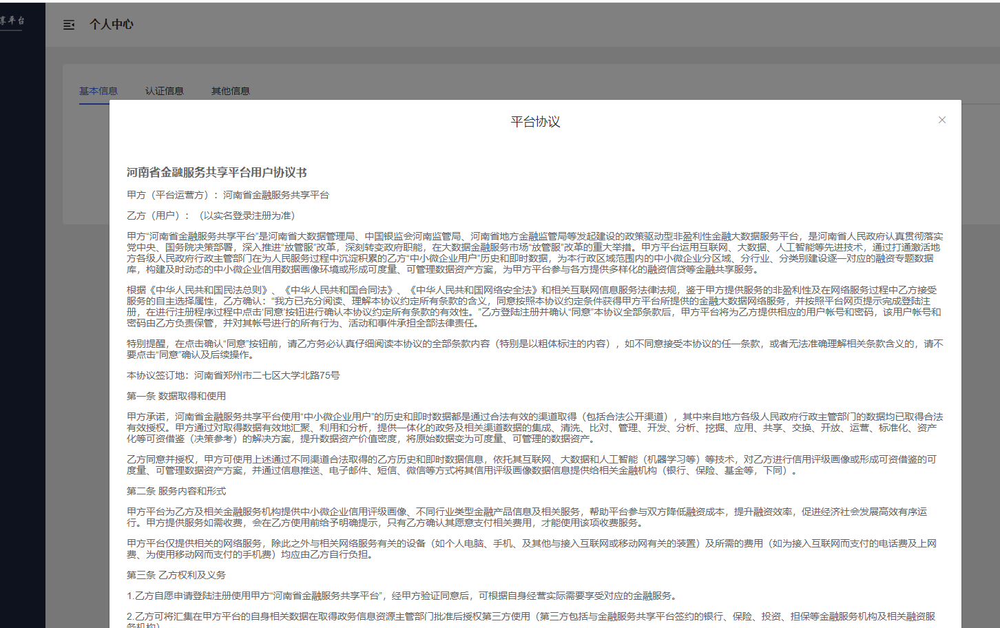 享平台
个人中心
基本信息 认证信息 其他信息
平台协议
河南省金融服务共享平台用户协议书
甲方（平台运营方）：河南省金融服务共享平台
乙方（用户）：（以实名登录注册为准）
甲方“河南省金融服务共享平台”是河南省大数据管理局、中国银监会河南监管局、河南省地方金融监管局等发起建设的政策驱动型非盈利性金融大数据服务平台，是河南省人民政府认真贯彻落实
党中央、国务院决策部署，深入推进“放管服”改革，深刻转变政府职能，在大数据金融服务市场“放管服”改革的重大举措。甲方平台运用互联网、大数据、人工智能等先进技术，通过打通激活地
方各级人民政府行政主管部门在为人民服务过程中沉淀积累的乙方“中小微企业用户”历史和即时数据，为本行政区域范围内的中小微企业分区域、分行业、分类别建设逐一对应的融资专题数据
库，构建及时动态的中小微企业信用数据画像环境或形成可度量、可管理数据资产方案，为甲方平台参与各方提供多样化的融资信贷等金融共享服务。
根据《中华人民共和国民法总则》、《中华人民共和国合同法》、《中华人民共和国网络安全法》和相关互联网信息服务法律法规，鉴于甲方提供服务的非盈利性及在网络服务过程中乙方接受
服务的自主选择属性，乙方确认：“我方已充分阅读、理解本协议约定所有条款的含义，同意按照本协议约定条件获得甲方平台所提供的金融大数据网络服务，并按照平台网页提示完成登陆注
册，在进行注册程序过程中点击‘同意’按钮进行确认本协议约定所有条款的有效性。”乙方登陆注册并确认“同意”本协议全部条款后，甲方平台将为乙方提供相应的用户帐号和密码，该用户帐号和
密码由乙方负责保管，并对其帐号进行的所有行为、活动和事件承担全部法律责任。
特别提醒，在点击确认“同意”按钮前，请乙方务必认真仔细阅读本协议的全部条款内容（特别是以粗体标注的内容），如不同意接受本协议的任一条款，或者无法准确理解相关条款含义的，请不
要点击“同意”确认及后续操作。
本协议签订地：河南省郑州市二七区大学北路75号
第一条 数据取得和使用
甲方承诺，河南省金融服务共享平台使用“中小微企业用户”的历史和即时数据都是通过合法有效的渠道取得（包括合法公开渠道），其中来自地方各级人民政府行政主管部门的数据均已取得合法
有效授权。甲方通过对取得数据有效地汇聚、利用和分析，提供一体化的政务及相关渠道数据的集成、清洗、比对、管理、开发、分析、挖掘、应用、共享、交换、开放、运营、标准化、资产
化等可资借鉴（决策参考）的解决方案，提升数据资产价值密度，将原始数据变为可度量、可管理的数据资产。
乙方同意并授权，甲方可使用上述通过不同渠道合法取得的乙方历史和即时数据信息，依托其互联网、大数据和人工智能（机器学习等）等技术，对乙方进行信用评级画像或形成可资借鉴的可
度量、可管理数据资产方案，并通过信息推送、电子邮件、短信、微信等方式将其信用评级画像数据信息提供给相关金融机构（银行、保险、基金等，下同）。
第二条 服务内容和形式
甲方平台为乙方及相关金融服务机构提供中小微企业信用评级画像、不同行业类型金融产品信息及相关服务，帮助平台参与双方降低融资成本，提升融资效率，促进经济社会发展高效有序运
行。甲方提供服务如需收费，会在乙方使用前给予明确提示，只有乙方确认其愿意支付相关费用，才能使用该项收费服务。
甲方平台仅提供相关的网络服务，除此之外与相关网络服务有关的设备（如个人电脑、手机、及其他与接入互联网或移动网有关的装置）及所需的费用（如为接入互联网而支付的电话费及上网
费、为使用移动网而支付的手机费）均应由乙方自行负担。
第三条 乙方权利及义务
1.乙方自愿申请登陆注册使用甲方“河南省金融服务共享平台”，经甲方验证同意后，可根据自身经营实际需要享受对应的金融服务。
2.乙方可将汇集在甲方平台的自身相关数据在取得政务信息资源主管部门批准后授权第三方使用（第三方包括与金融服务共享平台签约的银行、保险、投资、担保等金融服务机构及相关融资服
务机构）